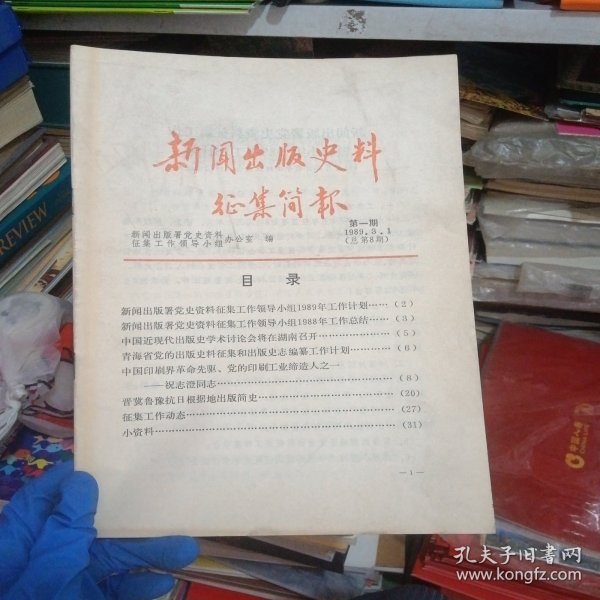 新闻出版史料
征集简报
新闻出版署党史资料
征集工作领导小组 办公室 编
第一期
1989.3.1
(总第8期)
目 录
新闻出版署党史资料征集工作领导小组1989年工作计划……(2)
新闻出版署党史资料征集工作领导小组1988年工作总结……(3)
中国近现代出版史学术讨论会将在湖南召开………………(5)
青海省党的出版史料征集和出版史志编纂工作计划…………(6)
中国印刷界革命先驱、党的印刷工业缔造人之一
——祝志澄同志…………………………………………(8)
晋冀鲁豫抗日根据地出版简史………………………………(20)
征集工作动态…………………………………………………(27)
小资料…………………………………………………………(31)
—1—
REVIEW
中国人寿
孔夫子旧书网
www.kongfz.com